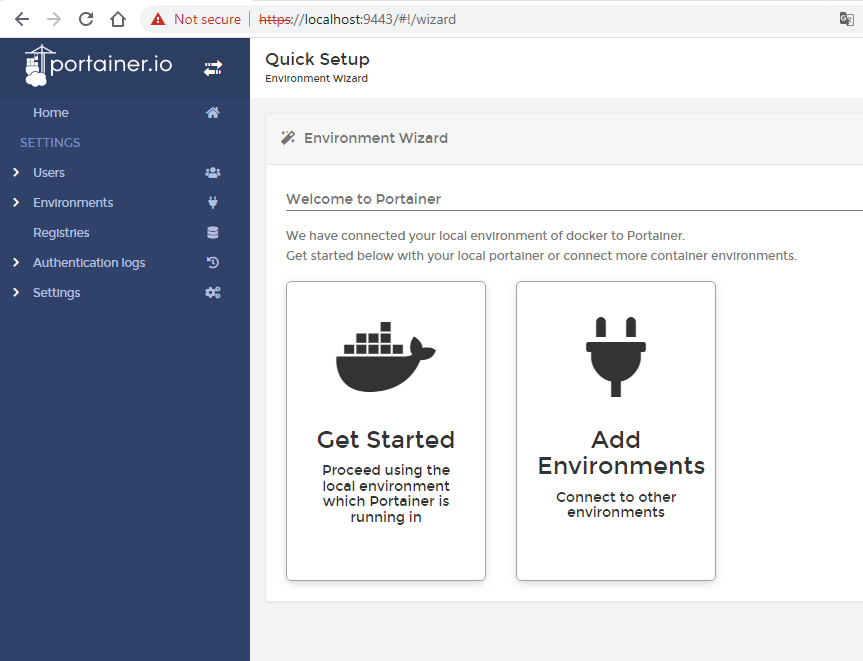 Not secure | https://localhost:9443/#!/wizard
portainer.io
Home
SETTINGS
Users
Environments
Registries
Authentication logs
Settings
Quick Setup
Environment Wizard
Environment Wizard
Welcome to Portainer
We have connected your local environment of docker to Portainer.
Get started below with your local portainer or connect more container environments.
Get Started
Proceed using the
local environment
which Portainer is
running in
Add
Environments
Connect to other
environments